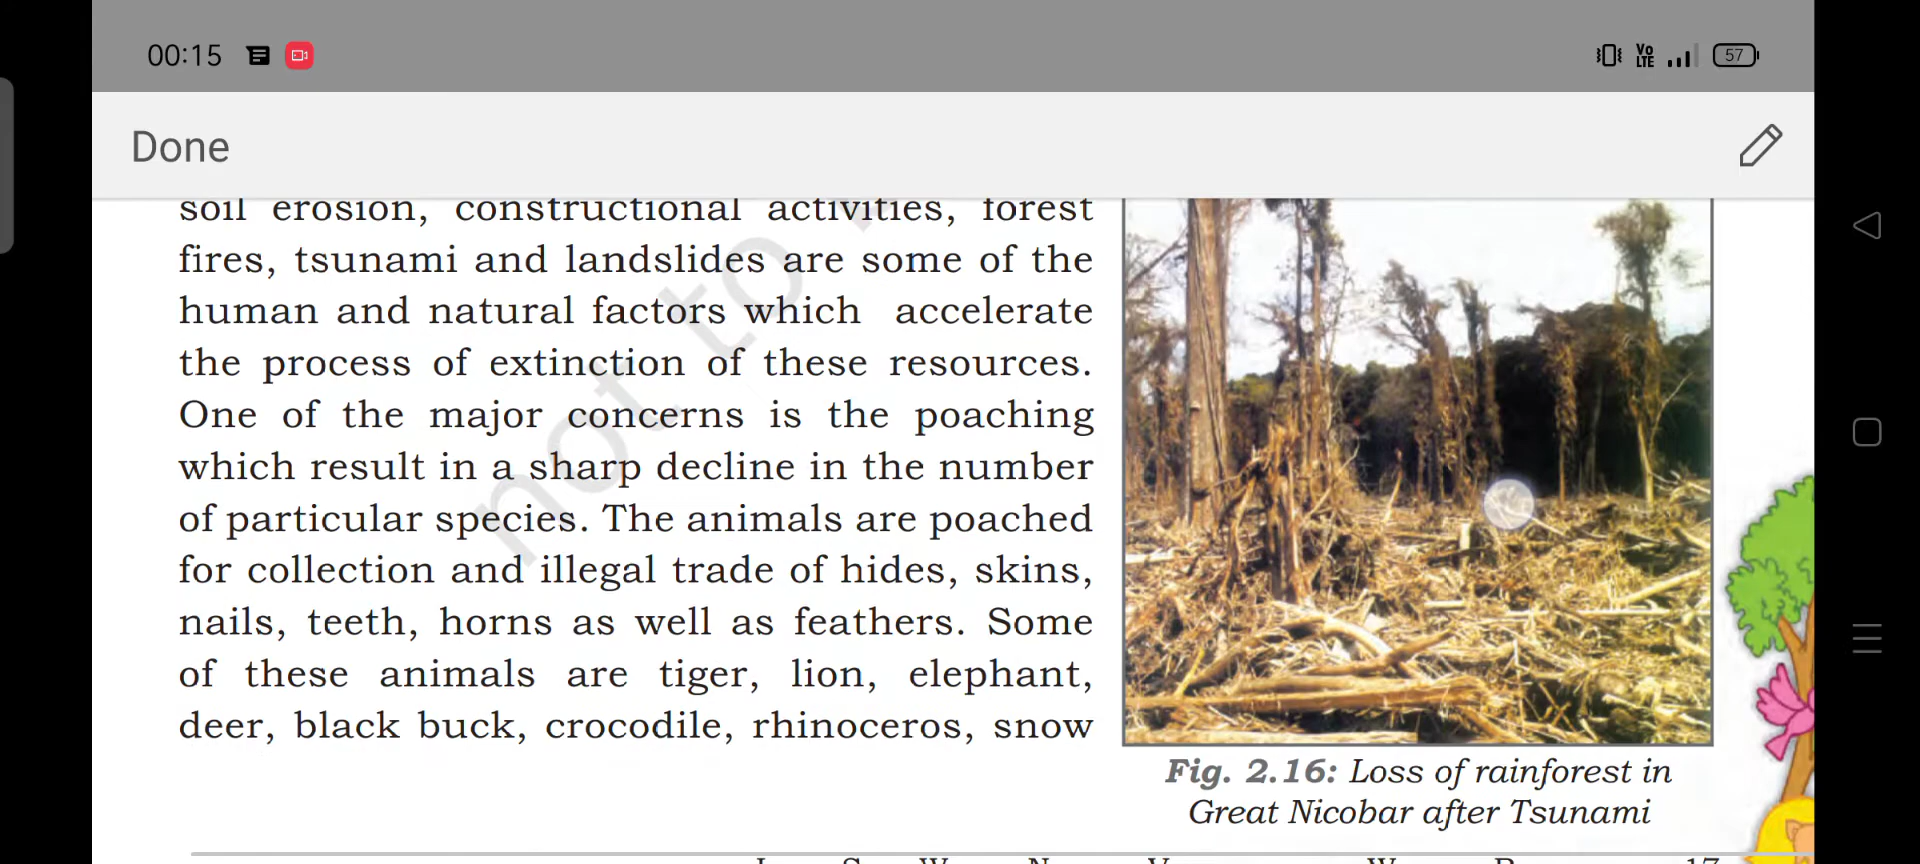 00:15
Vo
LTE
57
Done
soil erosion, constructional activities, forest
fires, tsunami and landslides are some of the
human and natural factors which accelerate
the process of extinction of these resources.
One of the major concerns is the poaching
which result in a sharp decline in the number
of particular species. The animals are poached
for collection and illegal trade of hides, skins,
nails, teeth, horns as well as feathers. Some
of these animals are tiger, lion, elephant,
deer, black buck, crocodile, rhinoceros, snow
not to
Fig. 2.16: Loss of rainforest in
Great Nicobar after Tsunami